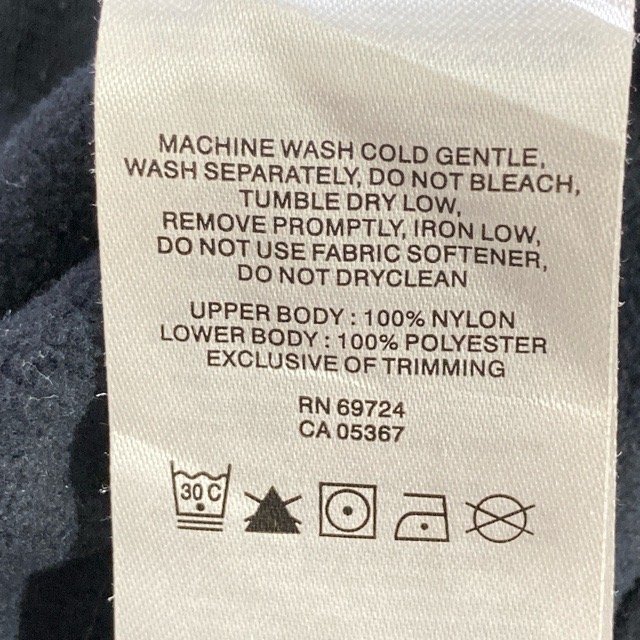 MACHINE WASH COLD GENTLE,
WASH SEPARATELY, DO NOT BLEACH,
TUMBLE DRY LOW,
REMOVE PROMPTLY, IRON LOW,
DO NOT USE FABRIC SOFTENER,
DO NOT DRYCLEAN
UPPER BODY : 100% NYLON
LOWER BODY : 100% POLYESTER
EXCLUSIVE OF TRIMMING
RN 69724
CA 05367
30 C